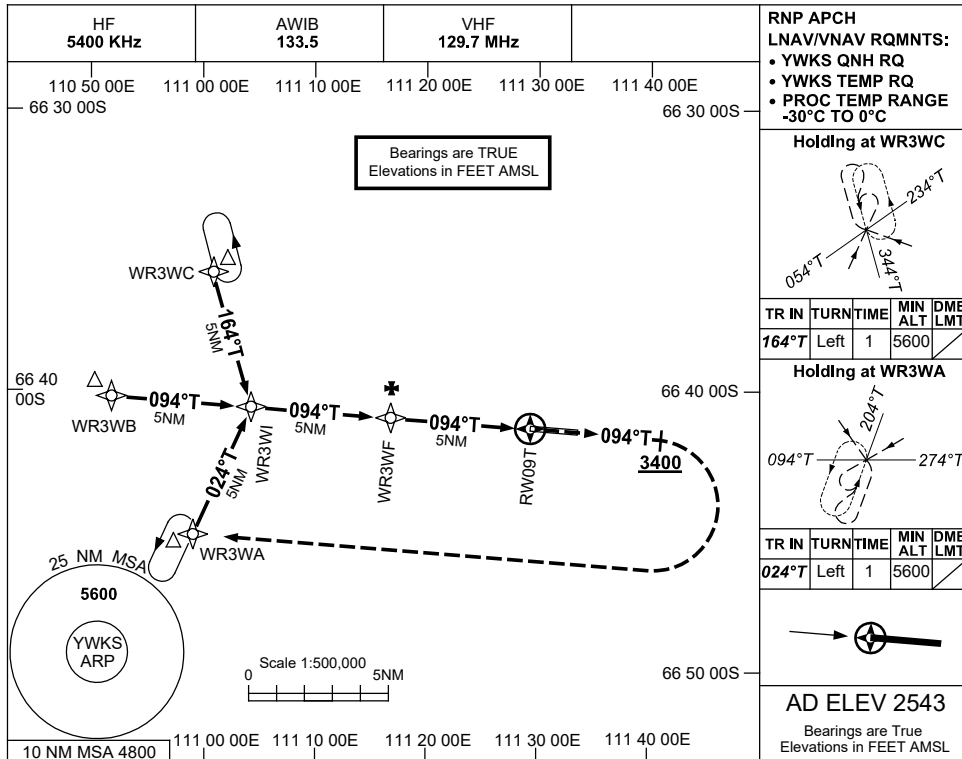 HF
5400 KHz
AWIB
133.5
VHF
129.7 MHz
110 50 00E 111 00 00E 111 10 00E 111 20 00E 111 30 00E 111 40 00E
66 30 00S
66 30 00S
Bearings are TRUE
Elevations in FEET AMSL
WR3WC
164°T
5NM
66 40
00S
66 40 00S
WR3WB
094°T
5NM
WR3WI
094°T
5NM
WR3WF
094°T
5NM
RW09T
094°T
3400
024°T
5NM
WR3WA
25 NM MSA
5600
YWKS
ARP
10 NM MSA 4800
Scale 1:500,000
0 5NM
66 50 00S
111 00 00E 111 10 00E 111 20 00E 111 30 00E 111 40 00E
RNP APCH
LNAV/VNAV RQMNTS:
• YWKS QNH RQ
• YWKS TEMP RQ
• PROC TEMP RANGE
-30°C TO 0°C
Holding at WR3WC
234°T
054°T
344°T
TR IN TURN TIME MIN ALT DME LMT
164°T Left 1 5600
Holding at WR3WA
204°T
094°T 274°T
TR IN TURN TIME MIN ALT DME LMT
024°T Left 1 5600
AD ELEV 2543
Bearings are True
Elevations in FEET AMSL